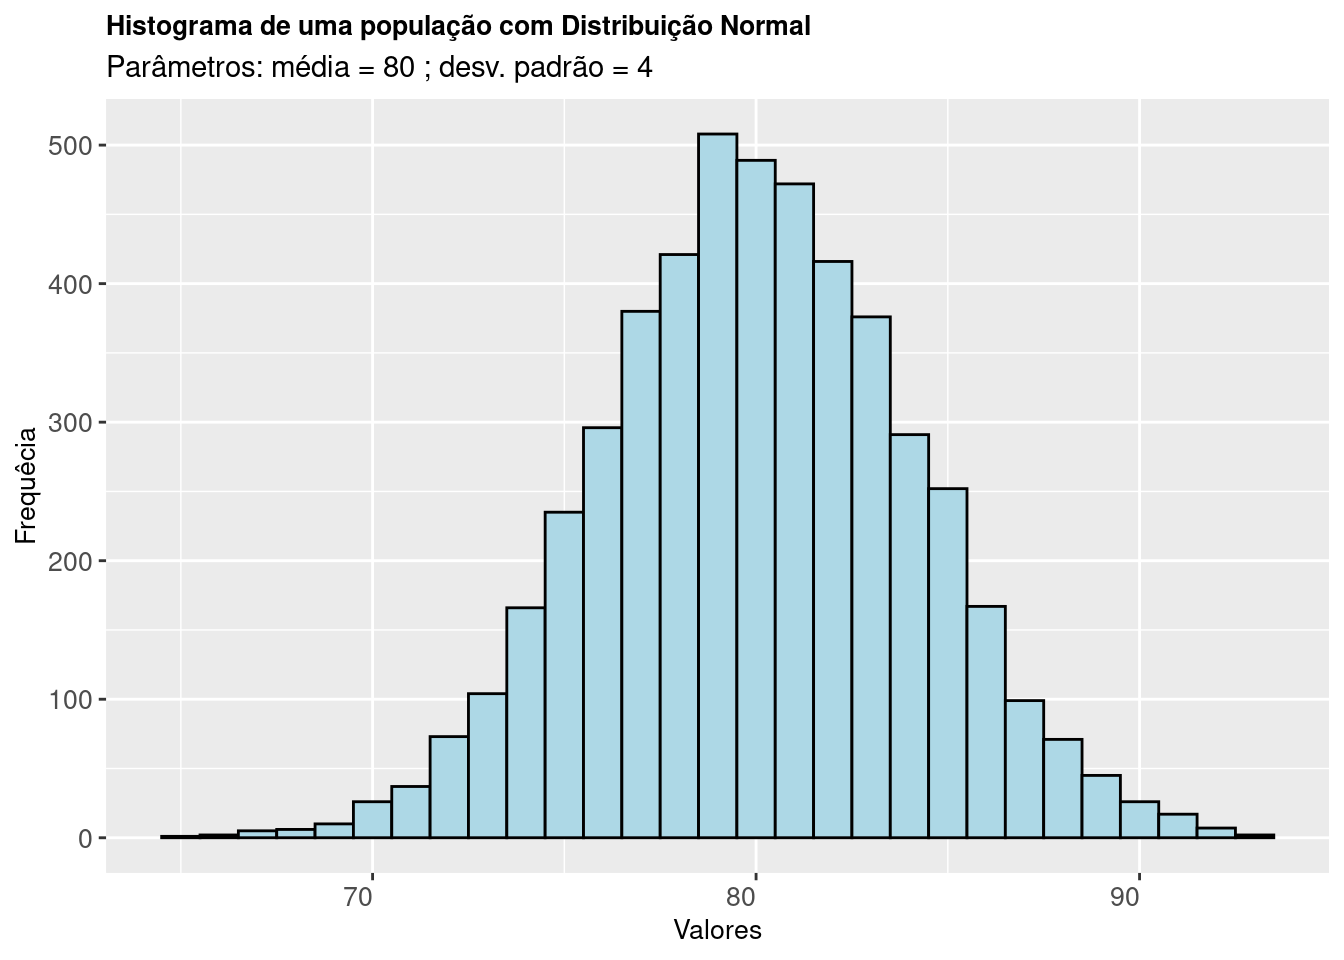 Histograma de uma população com Distribuição Normal
Parâmetros: média = 80 ; desv. padrão = 4
500
400
300
200
100
0
Frequêcia
70
80
90
Valores